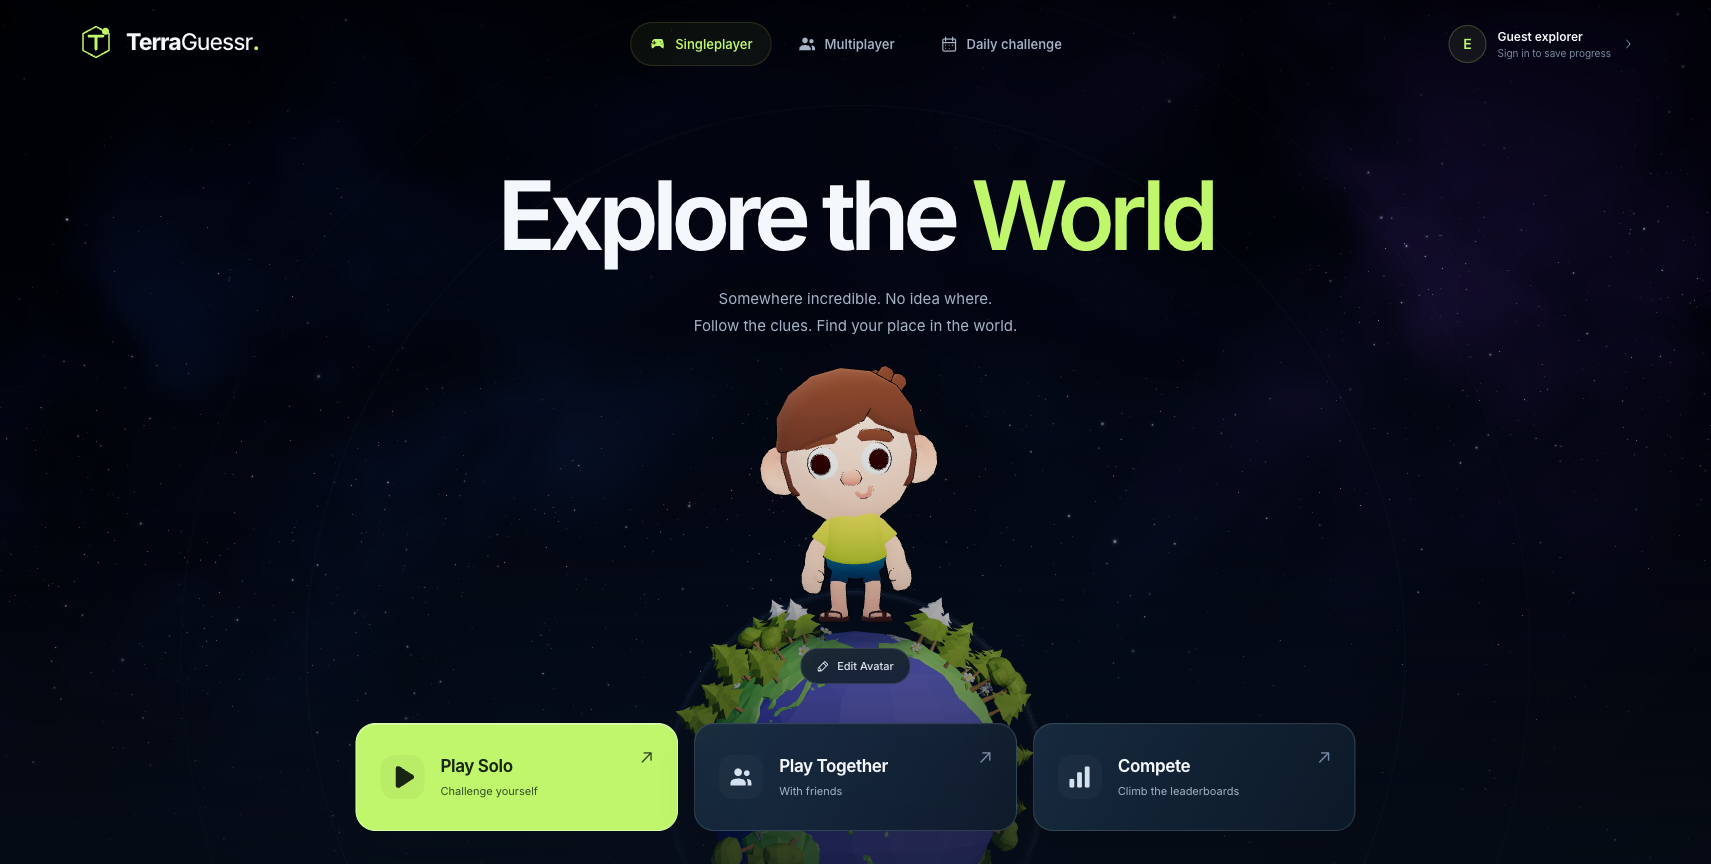 TerraGuessr.
Singleplayer
Multiplayer
Daily challenge
E
Guest explorer
Sign in to save progress
Explore the World
Somewhere incredible. No idea where.
Follow the clues. Find your place in the world.
Edit Avatar
Play Solo
Challenge yourself
Play Together
With friends
Compete
Climb the leaderboards